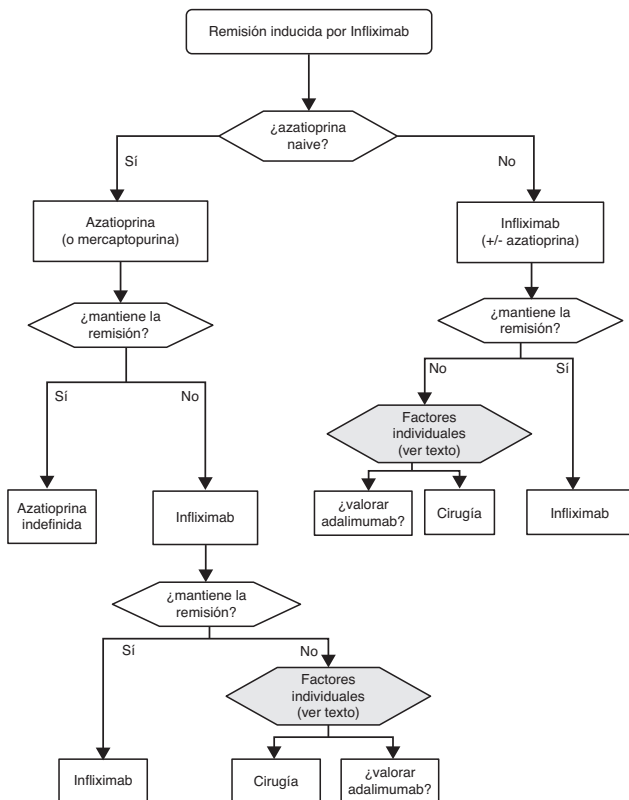 Remisión inducida por Infliximab
¿azatioprina
naive?
Sí
No
Azatioprina
(o mercaptopurina)
Infliximab
(+/- azatioprina)
¿mantiene la
remisión?
¿mantiene la
remisión?
Sí
No
No
Sí
Factores
individuales
(ver texto)
Azatioprina
indefinida
Infliximab
¿valorar
adalimumab?
Cirugía
Infliximab
¿mantiene la
remisión?
Sí
No
Factores
individuales
(ver texto)
Infliximab
Cirugía
¿valorar
adalimumab?